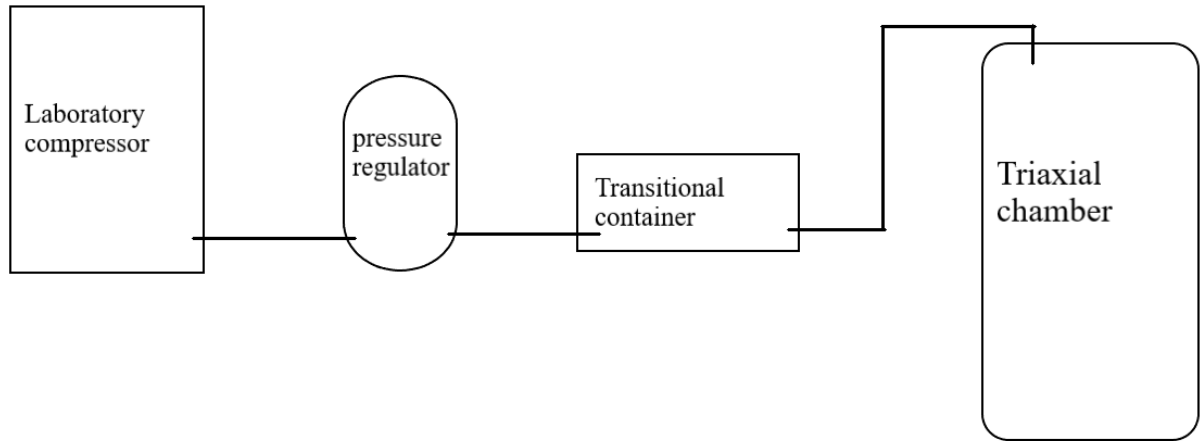 Laboratory
compressor
pressure
regulator
Transitional
container
Triaxial
chamber